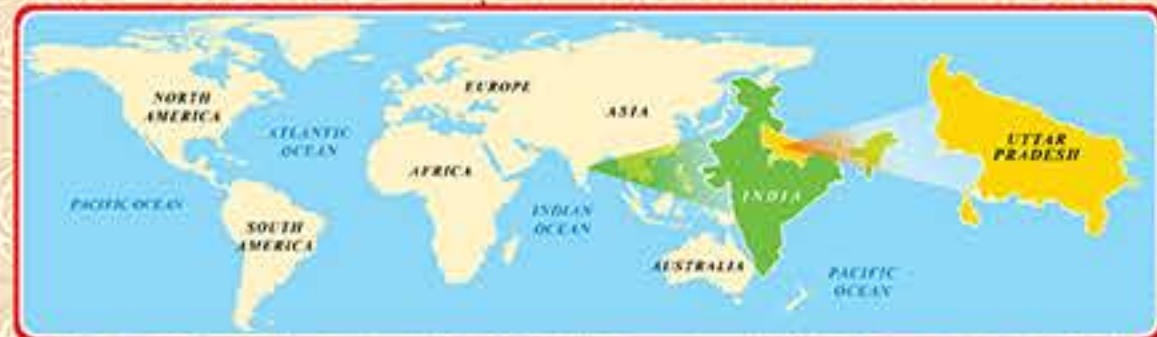 NORTH
AMERICA
EUROPE
ASIA
ATLANTIC
OCEAN
AFRICA
UTTAR
PRADESH
PACIFIC OCEAN
INDIAN
OCEAN
INDIA
SOUTH
AMERICA
AUSTRALIA
PACIFIC
OCEAN